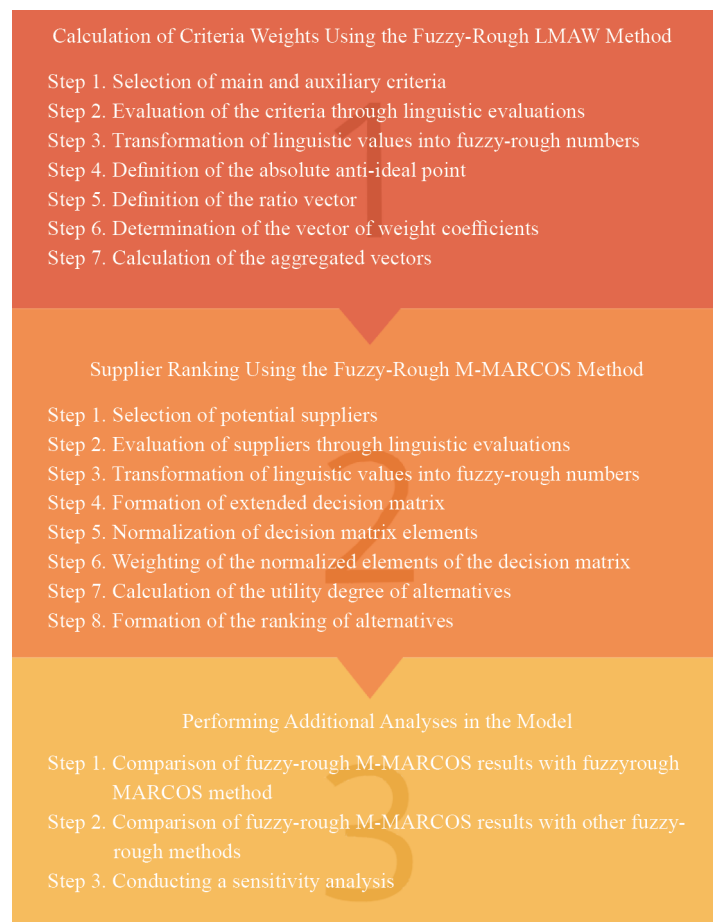 Calculation of Criteria Weights Using the Fuzzy-Rough LMAW Method
Step 1. Selection of main and auxiliary criteria
Step 2. Evaluation of the criteria through linguistic evaluations
Step 3. Transformation of linguistic values into fuzzy-rough numbers
Step 4. Definition of the absolute anti-ideal point
Step 5. Definition of the ratio vector
Step 6. Determination of the vector of weight coefficients
Step 7. Calculation of the aggregated vectors
1
Supplier Ranking Using the Fuzzy-Rough M-MARCOS Method
Step 1. Selection of potential suppliers
Step 2. Evaluation of suppliers through linguistic evaluations
Step 3. Transformation of linguistic values into fuzzy-rough numbers
Step 4. Formation of extended decision matrix
Step 5. Normalization of decision matrix elements
Step 6. Weighting of the normalized elements of the decision matrix
Step 7. Calculation of the utility degree of alternatives
Step 8. Formation of the ranking of alternatives
2
Performing Additional Analyses in the Model
Step 1. Comparison of fuzzy-rough M-MARCOS results with fuzzyrough
MARCOS method
Step 2. Comparison of fuzzy-rough M-MARCOS results with other fuzzy-
rough methods
Step 3. Conducting a sensitivity analysis
3